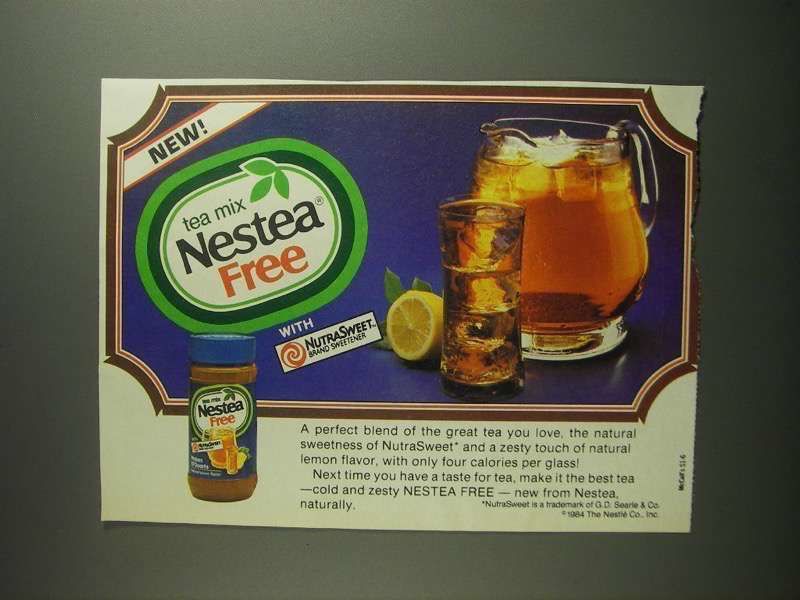 NEW!
tea mix
Nestea®
Free
WITH
NUTRASWEET™
BRAND SWEETENER
tea mix
Nestea
Free
A perfect blend of the great tea you love, the natural
sweetness of NutraSweet* and a zesty touch of natural
lemon flavor, with only four calories per glass!
Next time you have a taste for tea, make it the best tea
—cold and zesty NESTEA FREE — new from Nestea,
naturally.
*NutraSweet is a trademark of G.D. Searle & Co.
©1984 The Nestlé Co., Inc.